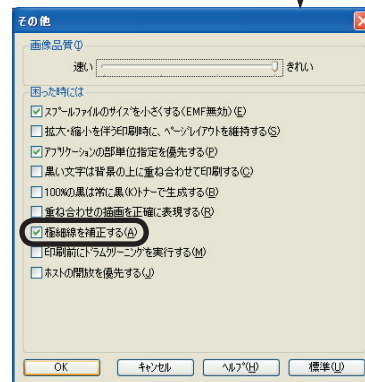 その他
画像品質(I)
速い
きれい
困った時には
スプールファイルのサイズを小さくする(EMF無効)(E)
拡大・縮小を伴う印刷時に、ページレイアウトを維持する(S)
アプリケーションの部単位指定を優先する(P)
黒い文字は背景の上に重ね合わせて印刷する(C)
100%の黒は常に黒(K)トナーで生成する(B)
重ね合わせの描画を正確に表現する(R)
極細線を補正する(A)
印刷前にドラムクリーニングを実行する(M)
ホストの開放を優先する(J)
OK キャンセル ヘルプ(H) 標準(U)